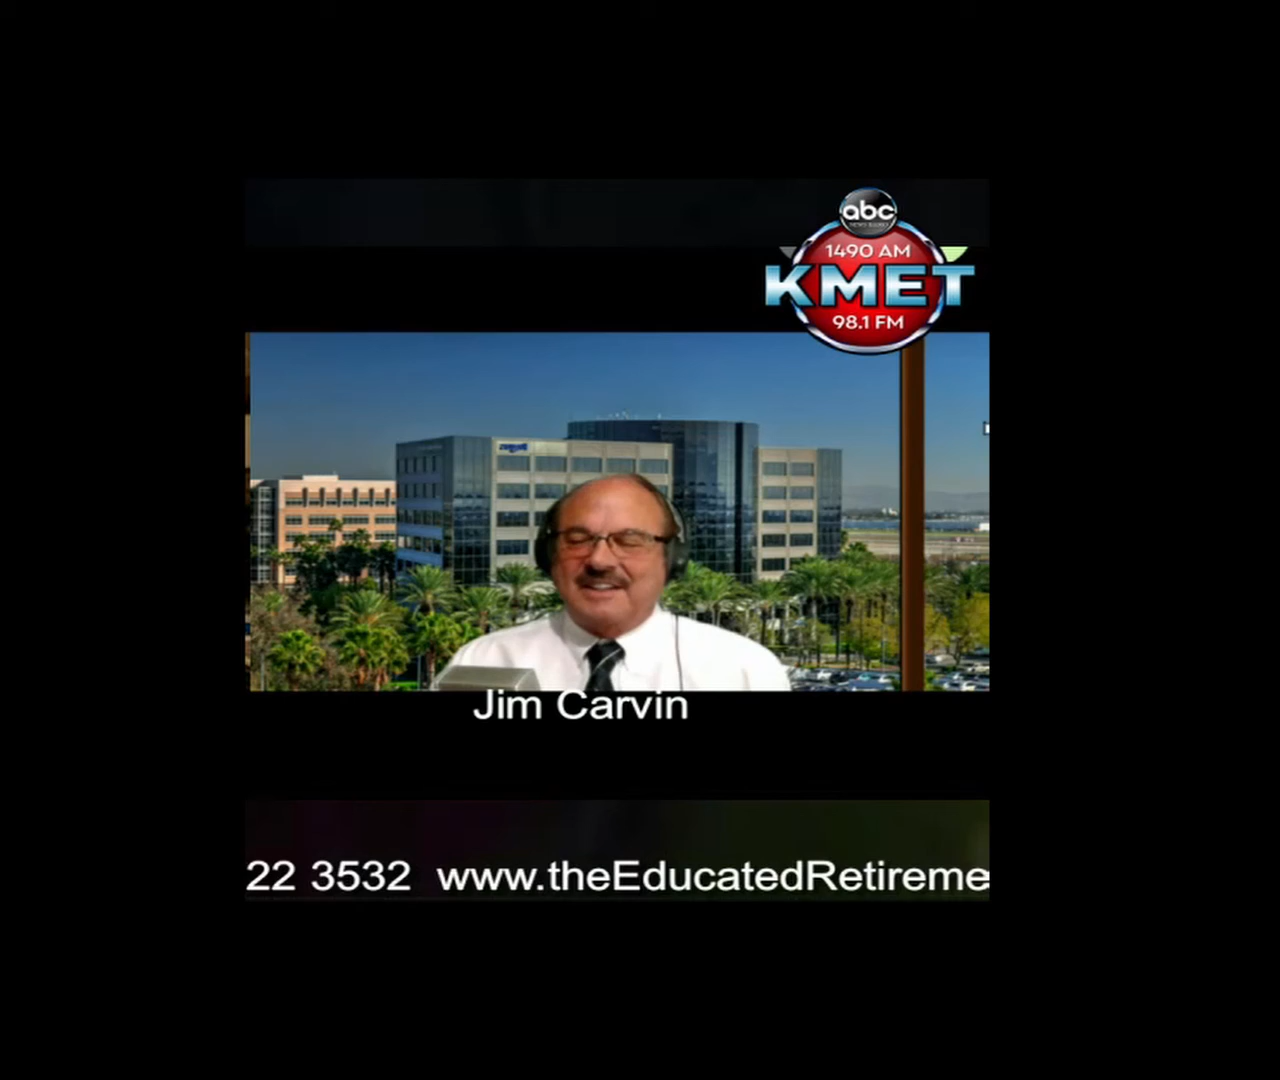 abc
1490 AM
KMET
98.1 FM
Jim Carvin
22 3532 www.theEducatedRetireme